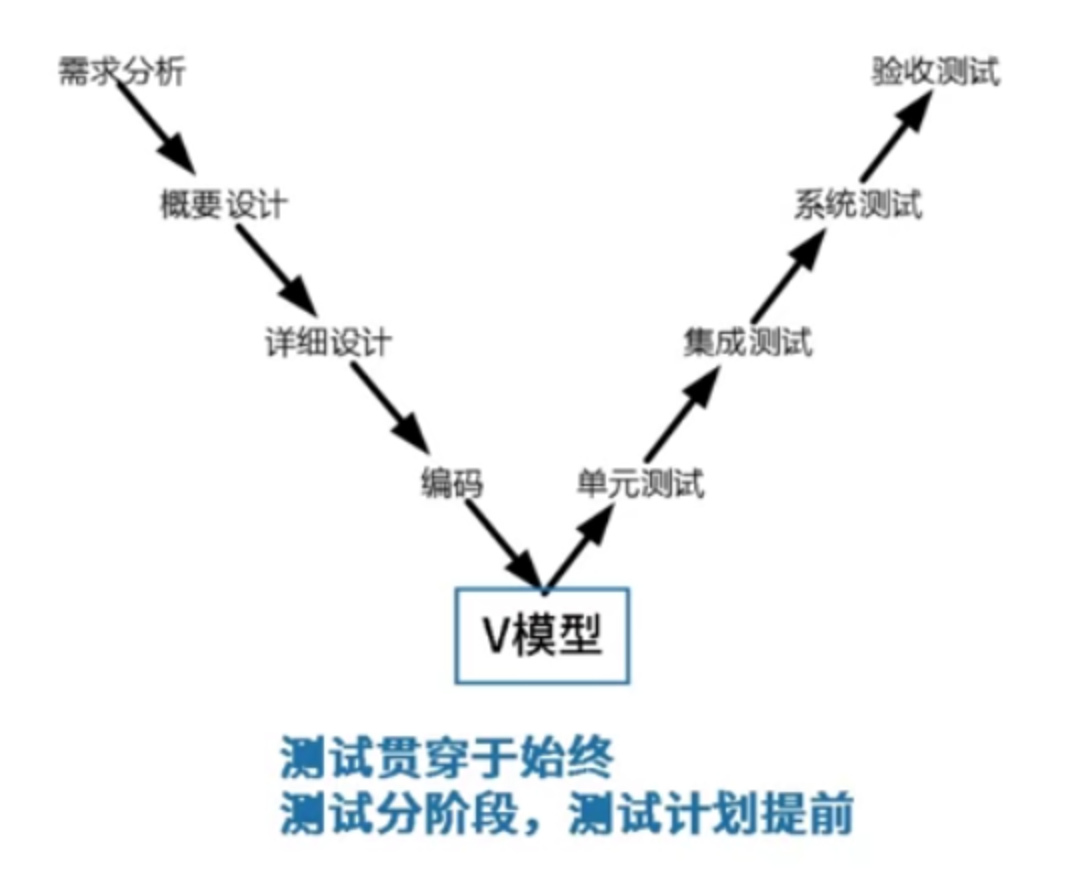 需求分析
验收测试
概要设计
系统测试
详细设计
集成测试
编码
单元测试
V模型
测试贯穿于始终
测试分阶段，测试计划提前